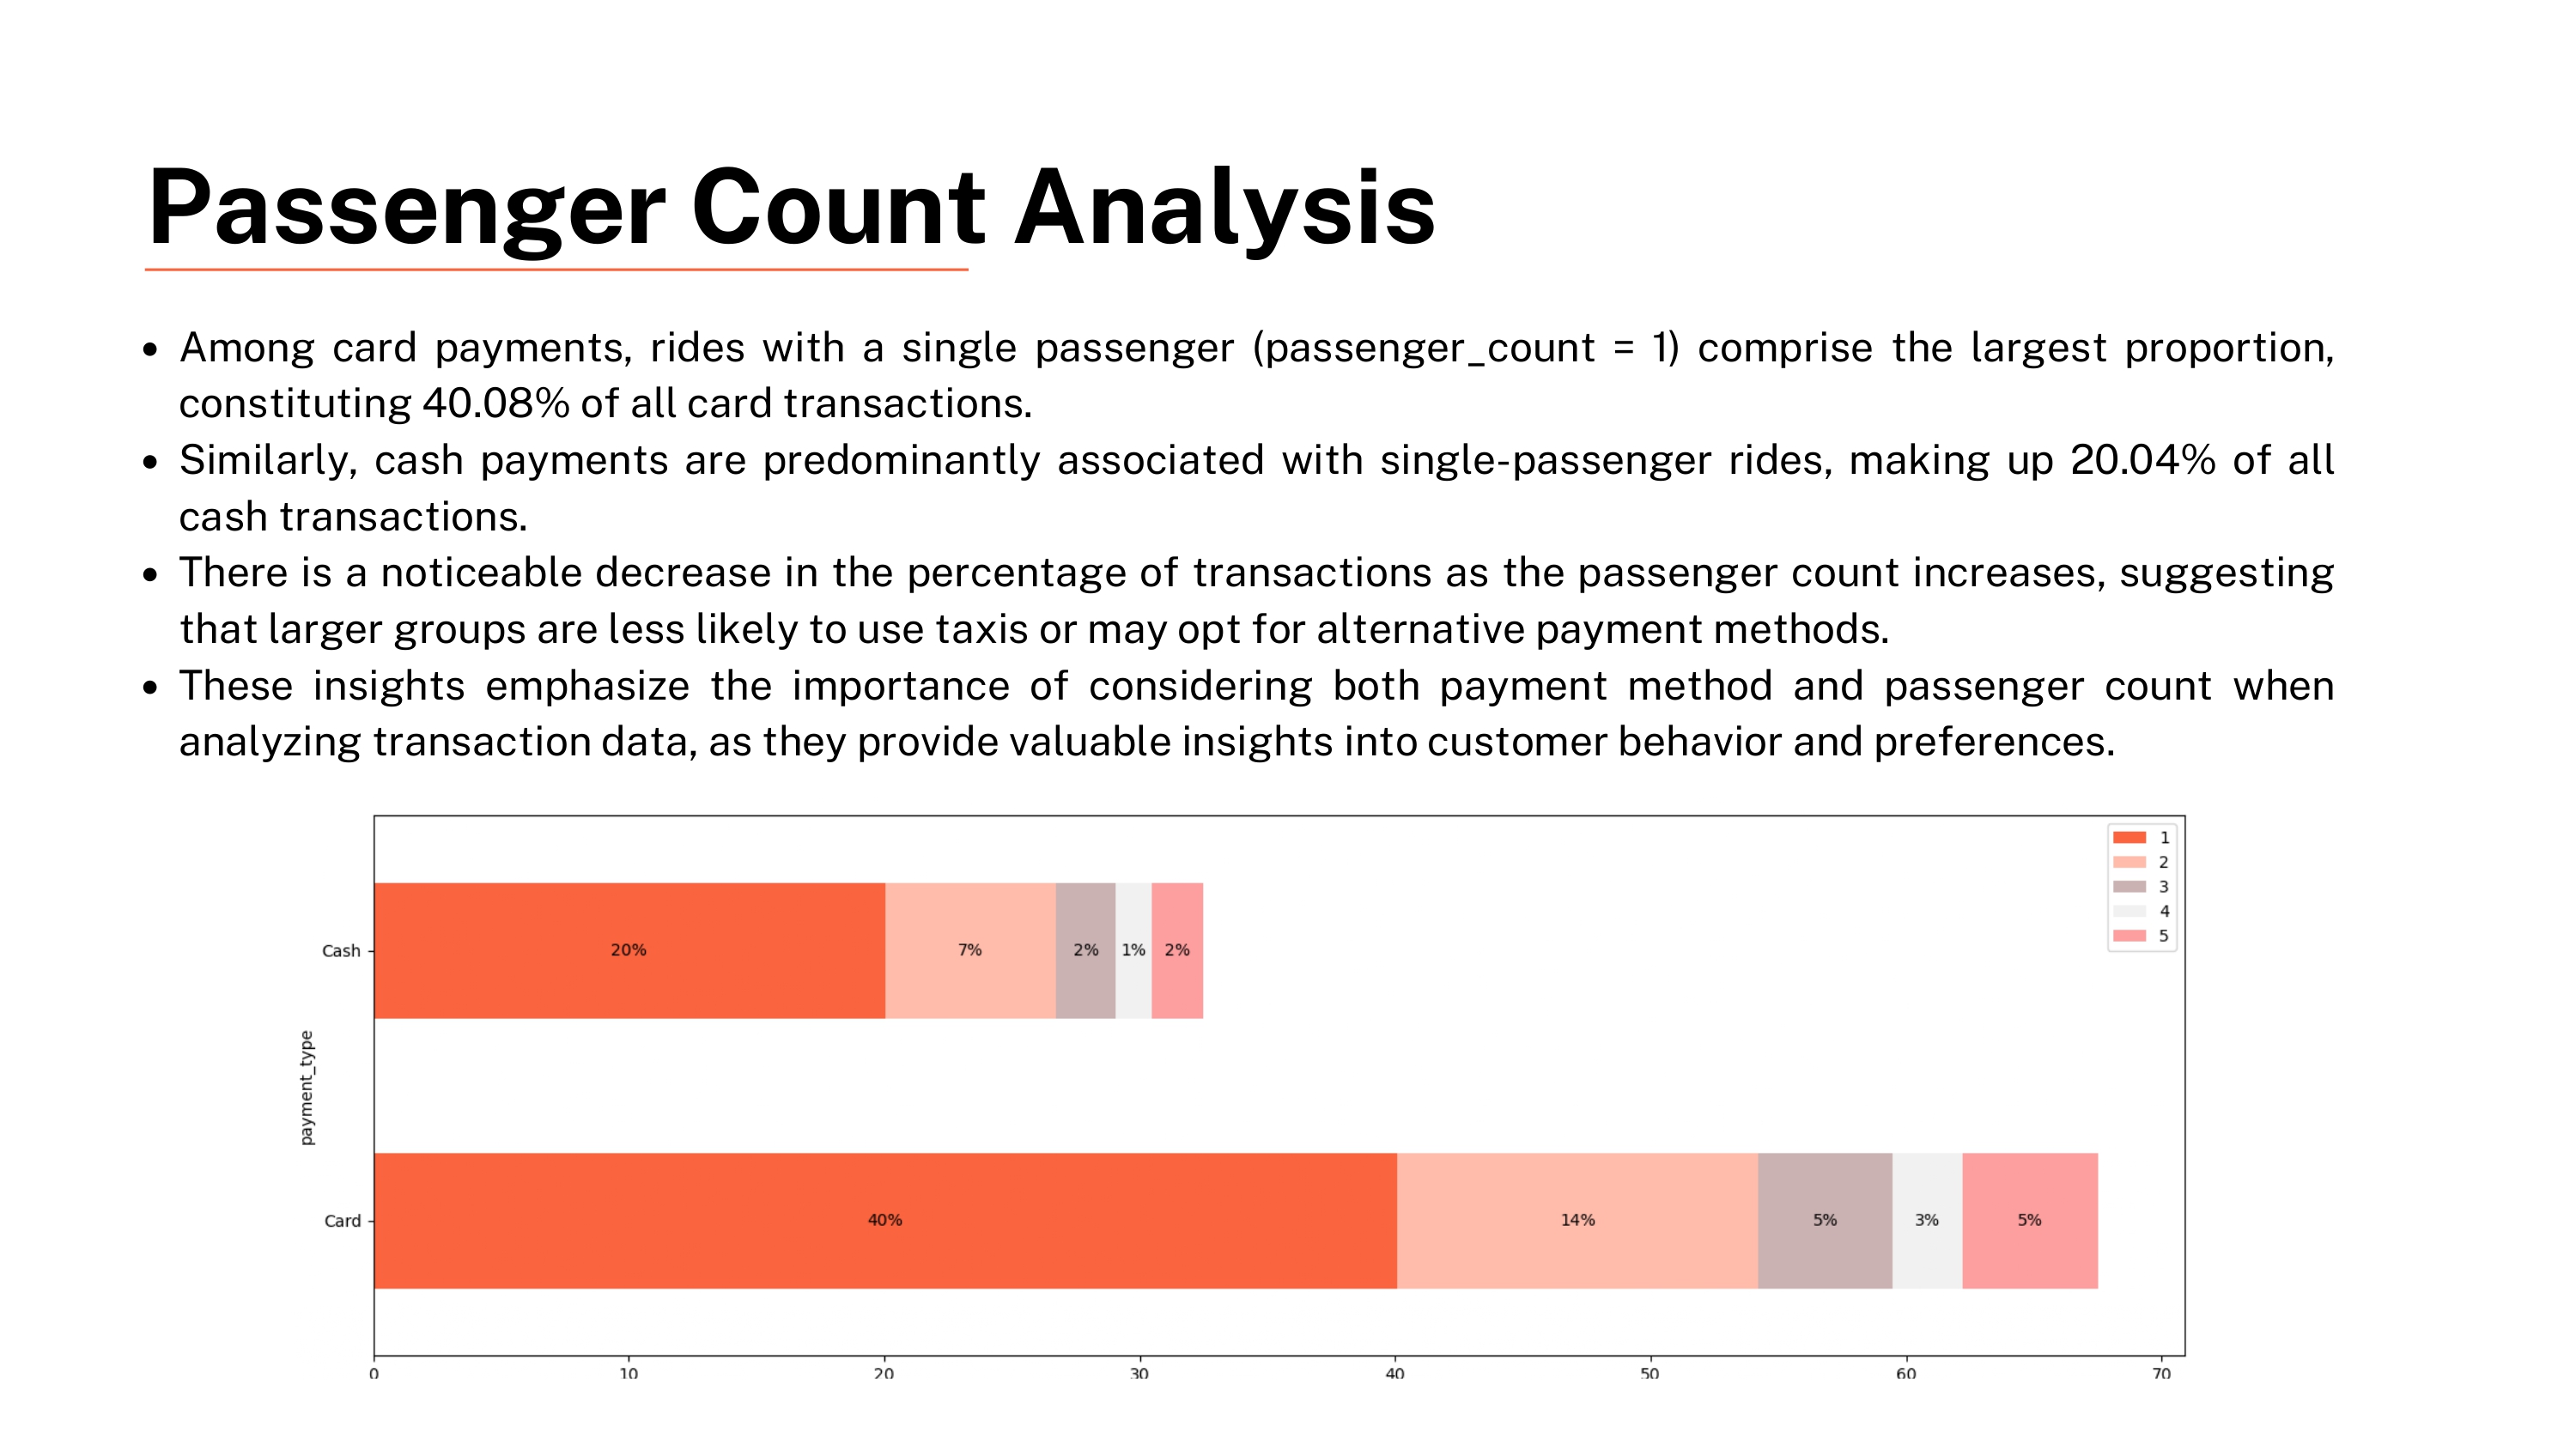 Passenger Count Analysis
• Among card payments, rides with a single passenger (passenger_count = 1) comprise the largest proportion,
constituting 40.08% of all card transactions.
• Similarly, cash payments are predominantly associated with single-passenger rides, making up 20.04% of all
cash transactions.
• There is a noticeable decrease in the percentage of transactions as the passenger count increases, suggesting
that larger groups are less likely to use taxis or may opt for alternative payment methods.
• These insights emphasize the importance of considering both payment method and passenger count when
analyzing transaction data, as they provide valuable insights into customer behavior and preferences.
1
2
3
4
5
Cash
20% 7% 2% 1% 2%
payment_type
Card
40% 14% 5% 3% 5%
0 10 20 30 40 50 60 70